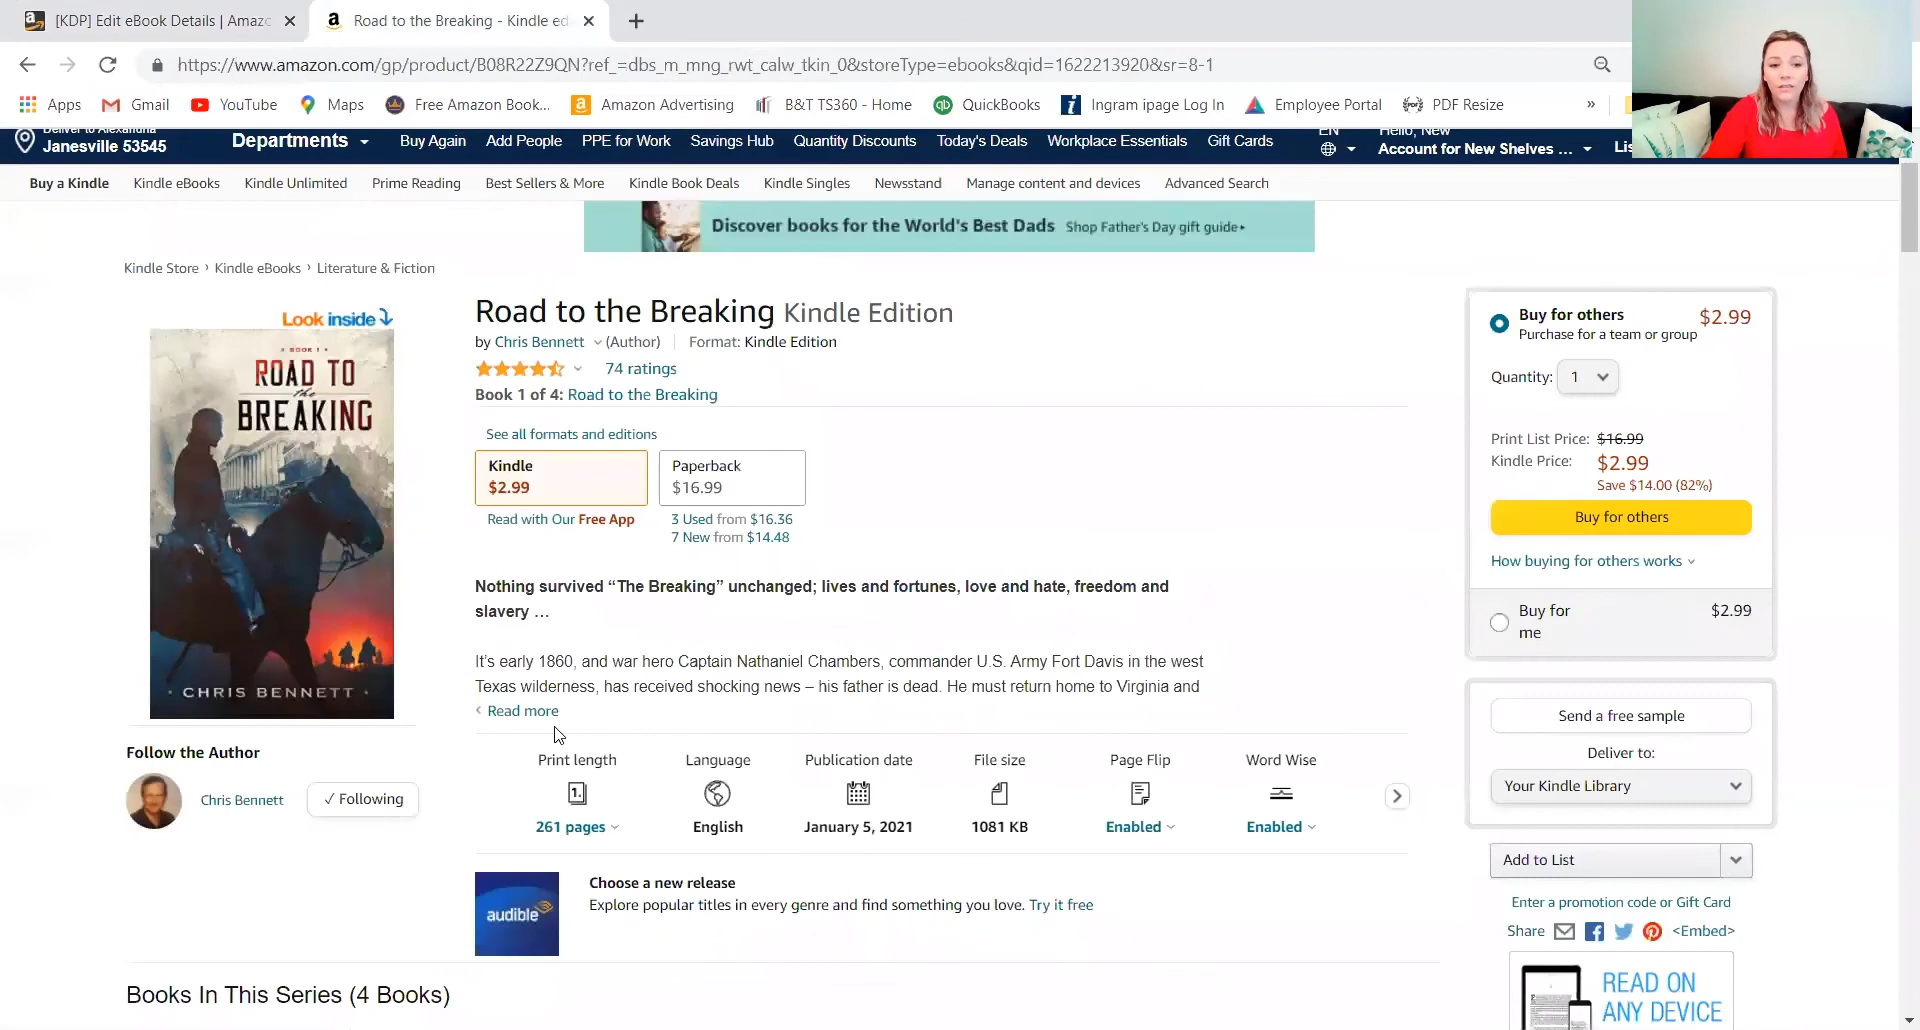 [KDP] Edit eBook Details | Amazo
Road to the Breaking - Kindle ed
https://www.amazon.com/gp/product/B08R22Z9QN?ref_=dbs_m_mng_rwt_calw_tkin_0&storeType=ebooks&qid=1622213920&sr=8-1
Apps Gmail YouTube Maps Free Amazon Book... Amazon Advertising B&T TS360 - Home QuickBooks Ingram ipage Log In Employee Portal PDF Resize »
Deliver to Alexandria
Janesville 53545
Departments Buy Again Add People PPE for Work Savings Hub Quantity Discounts Today's Deals Workplace Essentials Gift Cards
EN
Hello, New
Account for New Shelves ...
Lis
Buy a Kindle Kindle eBooks Kindle Unlimited Prime Reading Best Sellers & More Kindle Book Deals Kindle Singles Newsstand Manage content and devices Advanced Search
Discover books for the World's Best Dads Shop Father's Day gift guide
Kindle Store › Kindle eBooks › Literature & Fiction
Look inside
BOOK 1
ROAD TO
the
BREAKING
CHRIS BENNETT
Follow the Author
Chris Bennett
✓ Following
Road to the Breaking Kindle Edition
by Chris Bennett (Author) Format: Kindle Edition
74 ratings
Book 1 of 4: Road to the Breaking
See all formats and editions
Kindle
$2.99
Paperback
$16.99
Read with Our Free App
3 Used from $16.36
7 New from $14.48
Nothing survived “The Breaking” unchanged; lives and fortunes, love and hate, freedom and
slavery …
It’s early 1860, and war hero Captain Nathaniel Chambers, commander U.S. Army Fort Davis in the west
Texas wilderness, has received shocking news – his father is dead. He must return home to Virginia and
‹ Read more
Print length
1.
261 pages
Language
English
Publication date
January 5, 2021
File size
1081 KB
Page Flip
Enabled
Word Wise
Enabled
audible
Choose a new release
Explore popular titles in every genre and find something you love. Try it free
Books In This Series (4 Books)
Buy for others $2.99
Purchase for a team or group
Quantity: 1
Print List Price: $16.99
Kindle Price: $2.99
Save $14.00 (82%)
Buy for others
How buying for others works
Buy for
me
$2.99
Send a free sample
Deliver to:
Your Kindle Library
Add to List
Enter a promotion code or Gift Card
Share <Embed>
READ ON
ANY DEVICE